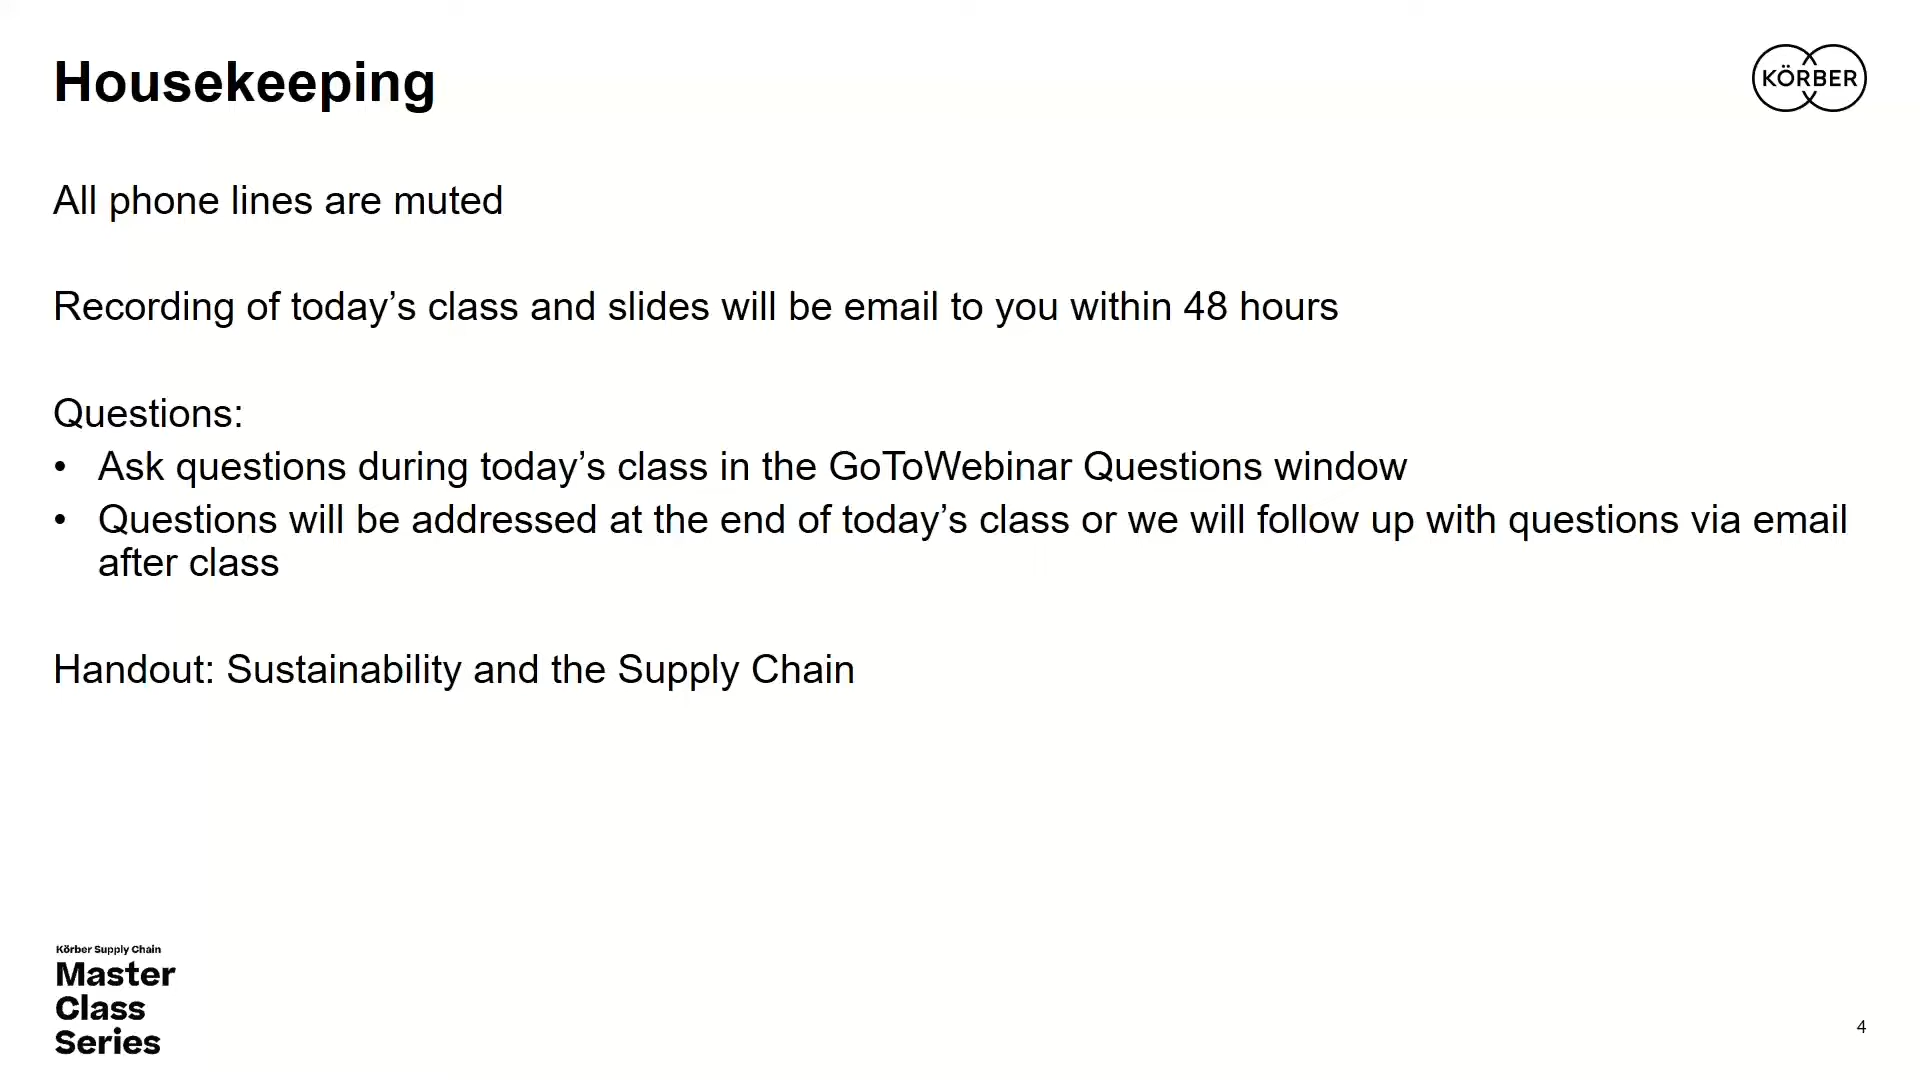 Housekeeping
KÖRBER
All phone lines are muted
Recording of today’s class and slides will be email to you within 48 hours
Questions:
• Ask questions during today’s class in the GoToWebinar Questions window
• Questions will be addressed at the end of today’s class or we will follow up with questions via email
after class
Handout: Sustainability and the Supply Chain
Körber Supply Chain
Master
Class
Series
4